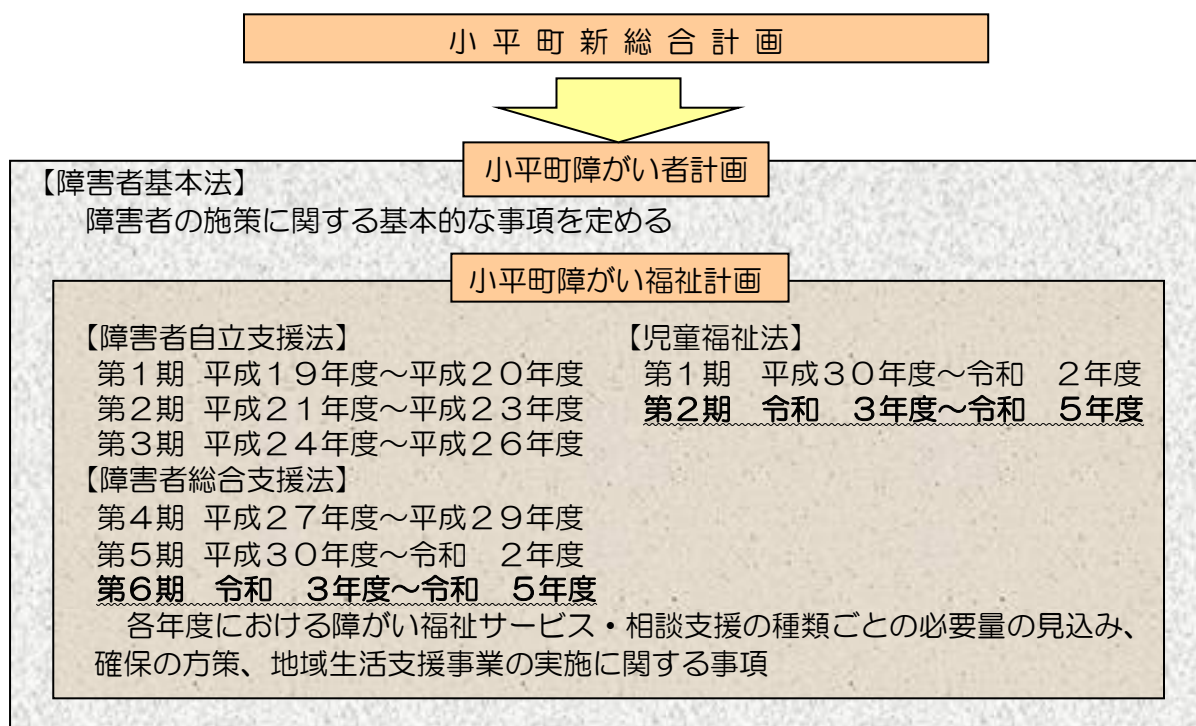 小平町新総合計画
小平町障がい者計画
【障害者基本法】
障害者の施策に関する基本的な事項を定める
小平町障がい福祉計画
【障害者自立支援法】
第１期 平成１９年度～平成２０年度
第２期 平成２１年度～平成２３年度
第３期 平成２４年度～平成２６年度
【障害者総合支援法】
第４期 平成２７年度～平成２９年度
第５期 平成３０年度～令和　２年度
第６期　令和　３年度～令和　５年度
【児童福祉法】
第１期　平成３０年度～令和　２年度
第２期　令和　３年度～令和　５年度
各年度における障がい福祉サービス・相談支援の種類ごとの必要量の見込み、
確保の方策、地域生活支援事業の実施に関する事項